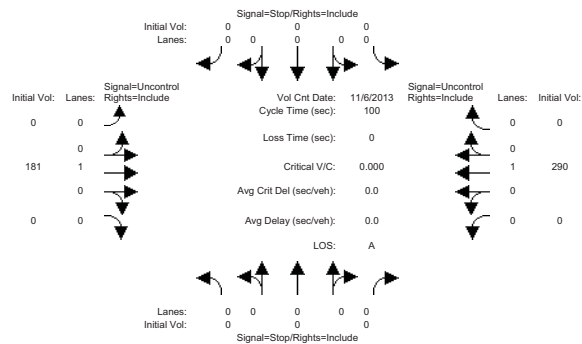 Signal=Stop/Rights=Include
Initial Vol: 0 0 0
Lanes: 0 0 0 0 0
Signal=Uncontrol Signal=Uncontrol
Initial Vol: Lanes: Rights=Include Vol Cnt Date: 11/6/2013 Rights=Include Lanes: Initial Vol:
Cycle Time (sec): 100
0 0 0 0
Loss Time (sec): 0
0 0
181 1 Critical V/C: 0.000 1 290
0 Avg Crit Del (sec/veh): 0.0 0
0 0 Avg Delay (sec/veh): 0.0 0 0
LOS: A
Lanes: 0 0 0 0 0
Initial Vol: 0 0 0
Signal=Stop/Rights=Include